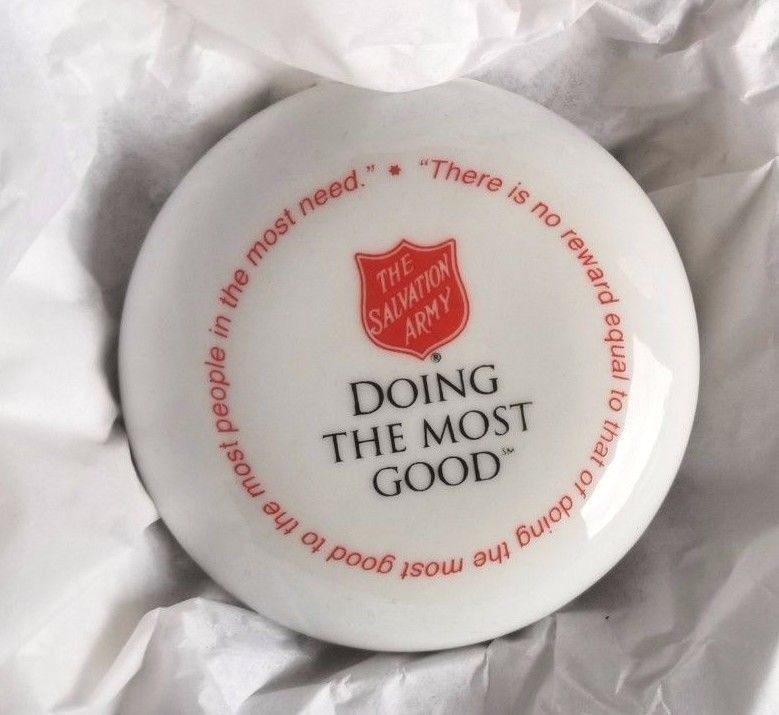 “There is no reward equal to that of doing the most good to the most people in the most need.” *
THE
SALVATION
ARMY
®
DOING
THE MOST
GOOD℠